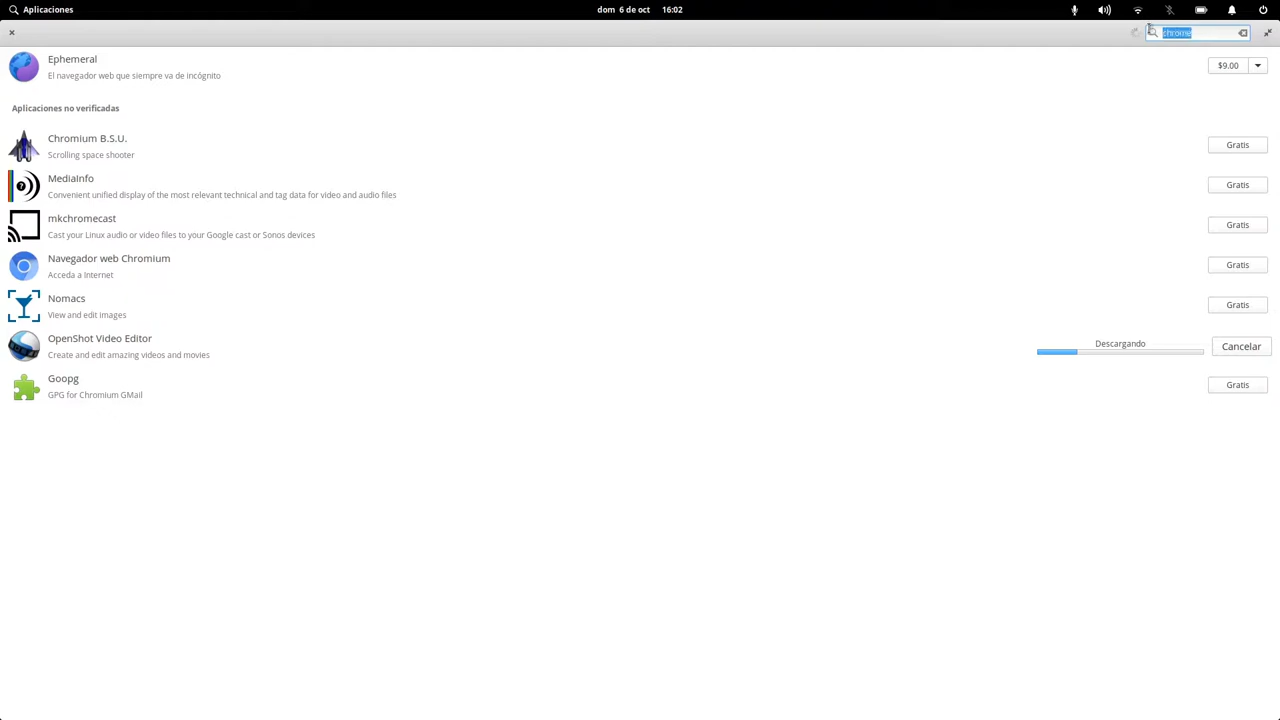 Aplicaciones
dom 6 de oct 16:02
chrome
Ephemeral
El navegador web que siempre va de incógnito
$9.00
Aplicaciones no verificadas
Chromium B.S.U.
Scrolling space shooter
Gratis
MediaInfo
Convenient unified display of the most relevant technical and tag data for video and audio files
Gratis
mkchromecast
Cast your Linux audio or video files to your Google cast or Sonos devices
Gratis
Navegador web Chromium
Acceda a Internet
Gratis
Nomacs
View and edit images
Gratis
OpenShot Video Editor
Create and edit amazing videos and movies
Descargando
Cancelar
Goopg
GPG for Chromium GMail
Gratis